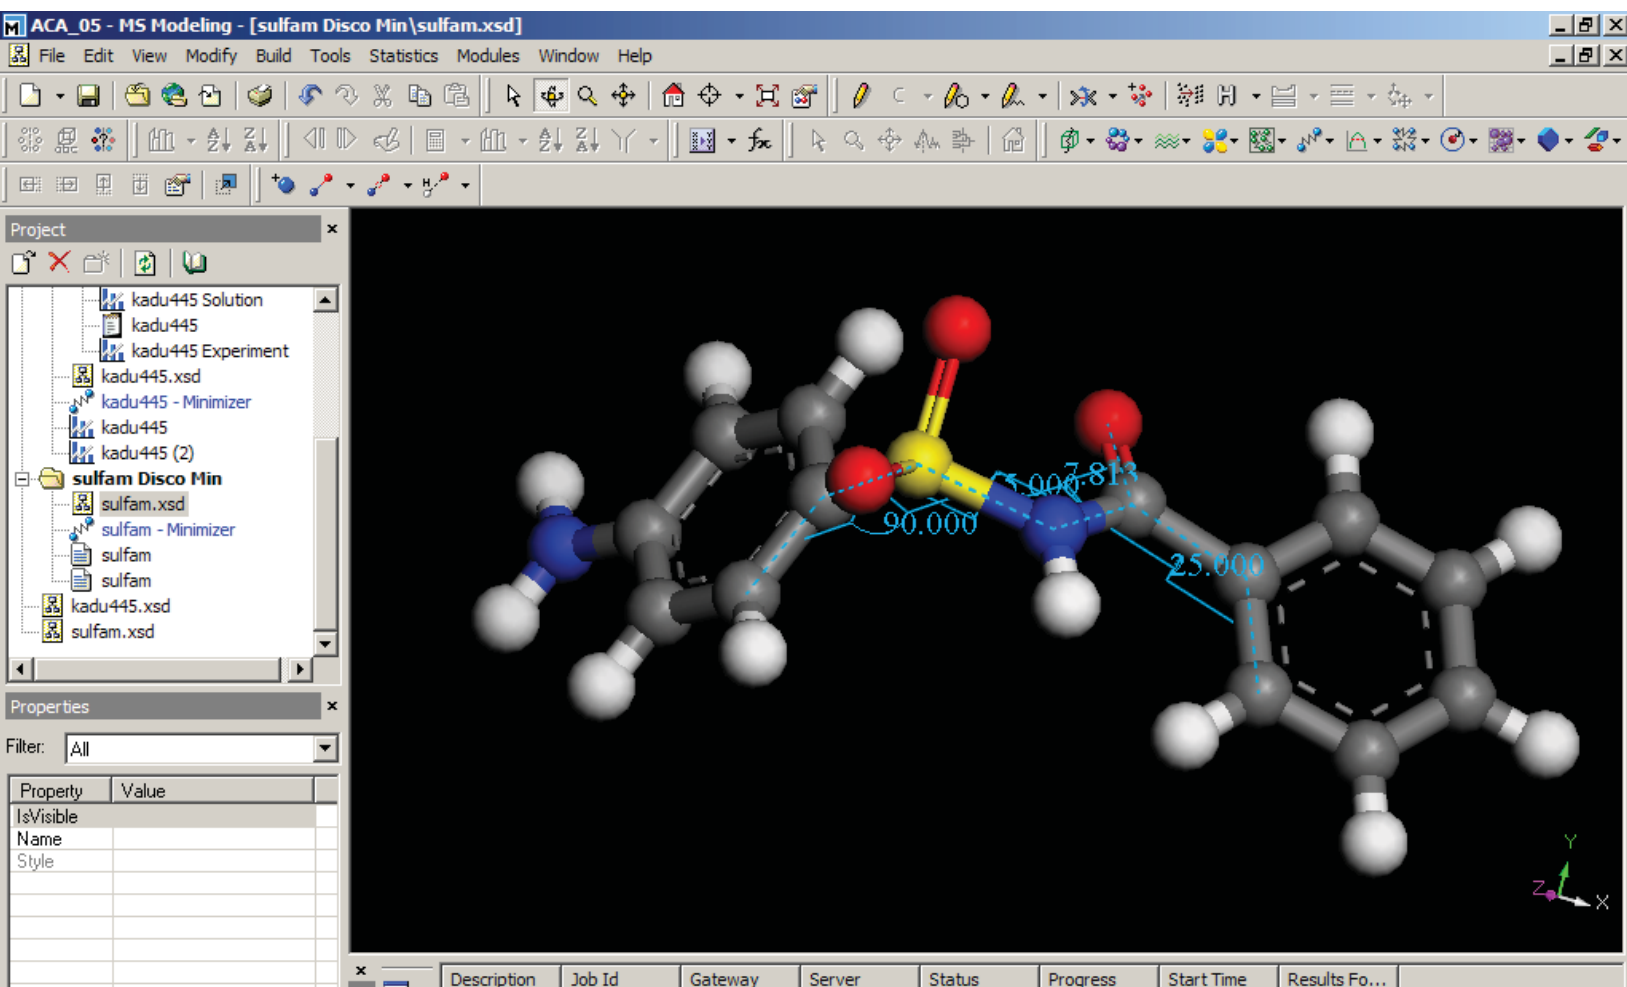 ACA_05 - MS Modeling - [sulfam Disco Min\sulfam.xsd]
File Edit View Modify Build Tools Statistics Modules Window Help
Project
kadu445 Solution
kadu445
kadu445 Experiment
kadu445.xsd
kadu445 - Minimizer
kadu445
kadu445 (2)
sulfam Disco Min
sulfam.xsd
sulfam - Minimizer
sulfam
sulfam
kadu445.xsd
sulfam.xsd
Properties
Filter: All
Property Value
IsVisible
Name
Style
7.813
90.000
25.000
Y
Z
X
Description Job Id Gateway Server Status Progress Start Time Results Fo...